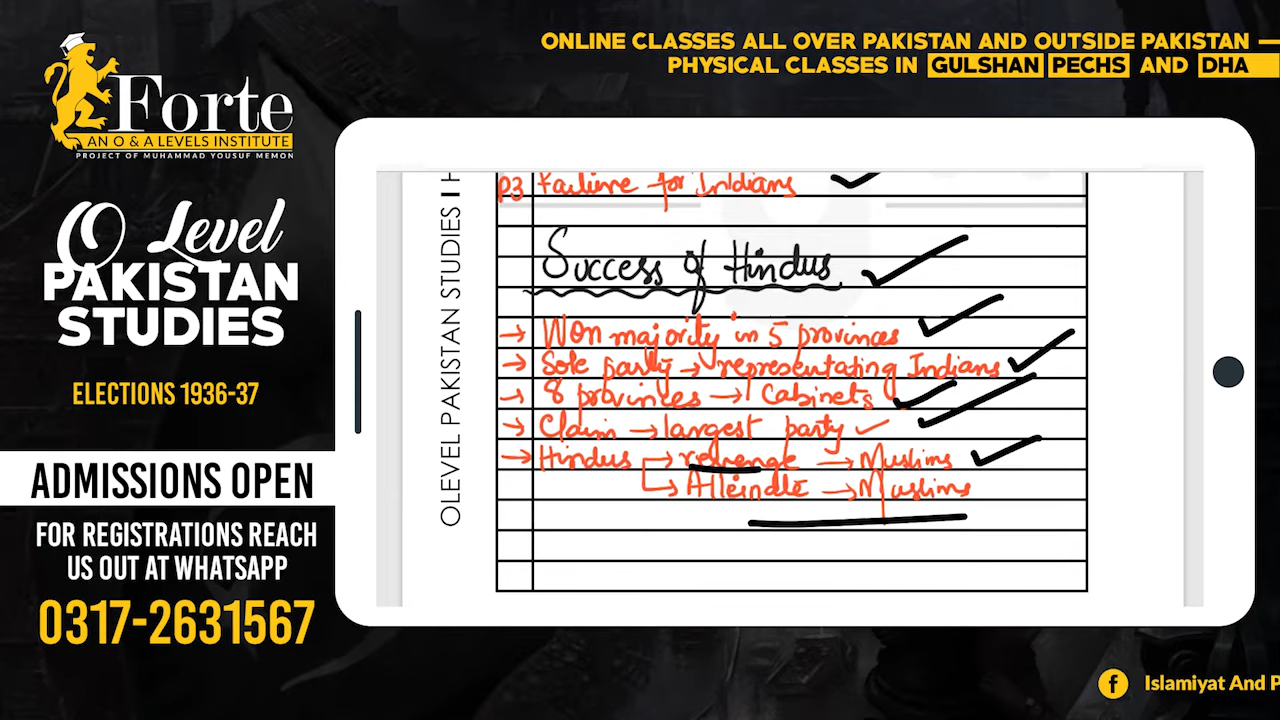 Forte
AN O & A LEVELS INSTITUTE
PROJECT OF MUHAMMAD YOUSUF MEMON
ONLINE CLASSES ALL OVER PAKISTAN AND OUTSIDE PAKISTAN
PHYSICAL CLASSES IN GULSHAN PECHS AND DHA
O Level
PAKISTAN
STUDIES
ELECTIONS 1936-37
ADMISSIONS OPEN
FOR REGISTRATIONS REACH
US OUT AT WHATSAPP
0317-2631567
OLEVEL PAKISTAN STUDIES I H
P3 Failure for Indians
Success of Hindus
→ Won majority in 5 provinces
→ Sole party → representating Indians
→ 8 provinces → Cabinets
→ Claim → largest party
→ Hindus → revenge → Muslims
→ Alleindte → Muslims
f Islamiyat And P